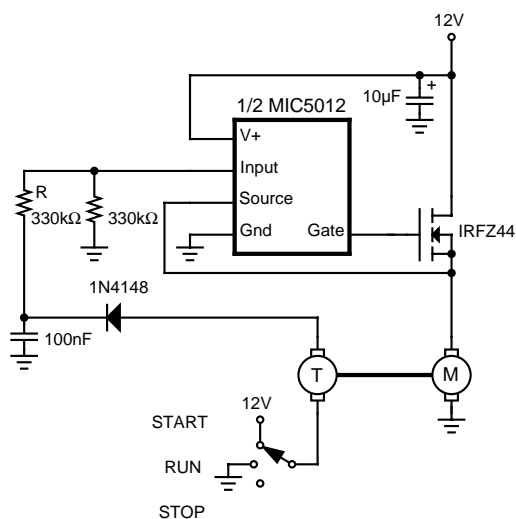 12V
10µF
+
1/2 MIC5012
V+
Input
Source
Gnd
Gate
R
330kΩ
330kΩ
IRFZ44
1N4148
100nF
T
M
12V
START
RUN
STOP